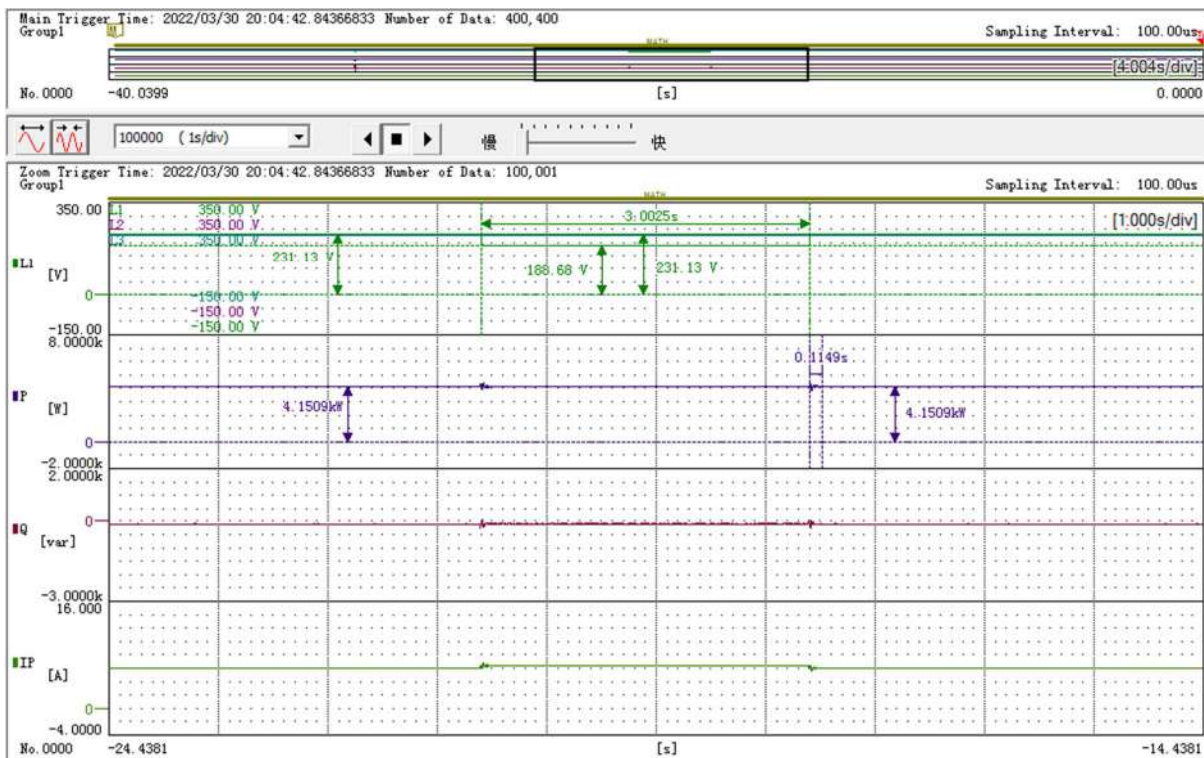 Main Trigger Time: 2022/03/30 20:04:42.84366833 Number of Data: 400,400
Group1 Sampling Interval: 100.00us
MATH
[4.004s/div]
No.0000 -40.0399 [s] 0.0000
100000 (1s/div) 慢 快
Zoom Trigger Time: 2022/03/30 20:04:42.84366833 Number of Data: 100,001
Group1 Sampling Interval: 100.00us
MATH
350.00 L1 350.00 V [1.000s/div]
L2 350.00 V 3.0025s
L3 350.00 V
231.13 V 188.68 V 231.13 V
L1
[V]
0
-150.00 V
-150.00 V
-150.00 -150.00 V
8.0000k
0.1149s
P
[W] 4.1509kW 4.1509kW
0
-2.0000k
2.0000k
0
Q
[var]
-3.0000k
16.000
IP
[A]
0
-4.0000
No.0000 -24.4381 [s] -14.4381